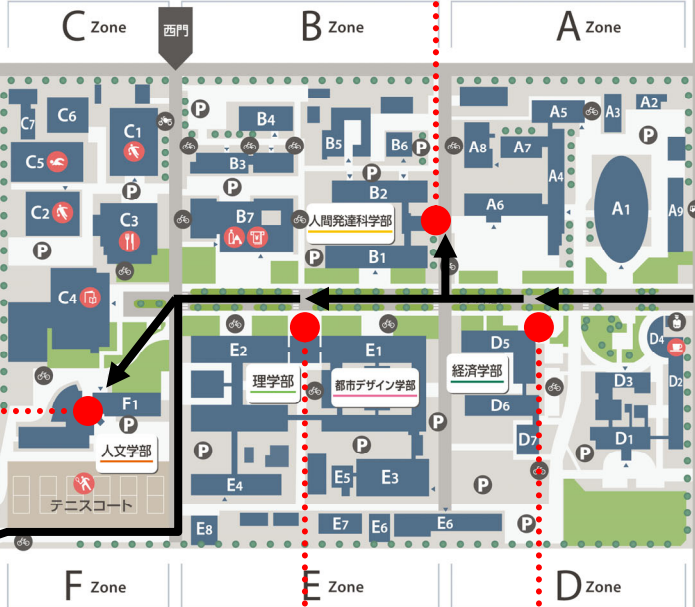 C Zone
西門
B Zone
A Zone
C7
C6
C1
P
B4
B5
B6
P
A5
A3
A2
P
C5
B3
A8
A7
A4
P
P
P
C2
C3
B7
B2
人間発達科学部
A6
A1
A9
P
P
B1
C4
E2
E1
D5
D4
理学部
都市デザイン学部
経済学部
D3
D2
F1
P
D6
人文学部
P
P
D7
D1
P
テニスコート
E4
E5
E3
P
E8
E7
E6
E6
P
F Zone
E Zone
D Zone